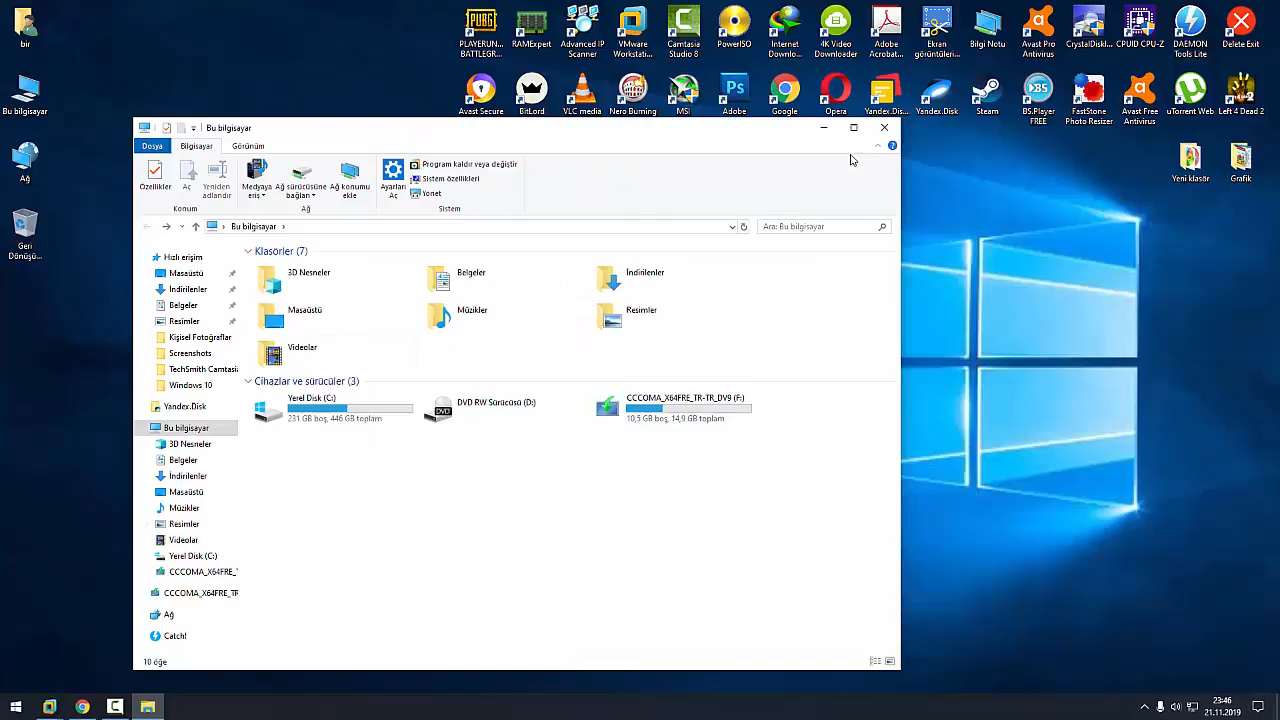 bir
Bu bilgisayar
Ağ
Geri
Dönüşü...
PLAYERUN...
BATTLEGR...
RAMExpert
Advanced IP
Scanner
VMware
Workstati...
Camtasia
Studio 8
PowerISO
Internet
Downlo...
4K Video
Downloader
Adobe
Acrobat...
Ekran
görüntüleri...
Bilgi Notu
Avast Pro
Antivirus
CrystalDiskI...
CPUID CPU-Z
DAEMON
Tools Lite
Delete Exit
Avast Secure
BitLord
VLC media
Nero Burning
MSI
Adobe
Google
Opera
Yandex.Dis...
Yandex.Disk
Steam
BS.Player
FREE
FastStone
Photo Resizer
Avast Free
Antivirus
uTorrent Web
Left 4 Dead 2
Yeni klasör
Grafik
Bu bilgisayar
Dosya
Bilgisayar
Görünüm
Özellikler
Aç
Yeniden
adlandır
Konum
Medyaya
eriş
Ağ sürücüsüne
bağlan
Ağ konumu
ekle
Ağ
Ayarları
Aç
Program kaldır veya değiştir
Sistem özellikleri
Yönet
Sistem
Bu bilgisayar
Ara: Bu bilgisayar
Hızlı erişim
Masaüstü
İndirilenler
Belgeler
Resimler
Kişisel Fotoğraflar
Screenshots
TechSmith Camtasi
Windows 10
Yandex.Disk
Bu bilgisayar
3D Nesneler
Belgeler
İndirilenler
Masaüstü
Müzikler
Resimler
Videolar
Yerel Disk (C:)
CCCOMA_X64FRE_T
CCCOMA_X64FRE_TR
Ağ
Catch!
Klasörler (7)
3D Nesneler
Belgeler
İndirilenler
Masaüstü
Müzikler
Resimler
Videolar
Cihazlar ve sürücüler (3)
Yerel Disk (C:)
231 GB boş, 446 GB toplam
DVD RW Sürücüsü (D:)
CCCOMA_X64FRE_TR-TR_DV9 (F:)
10,5 GB boş, 14,9 GB toplam
10 öğe
23:46
21.11.2019